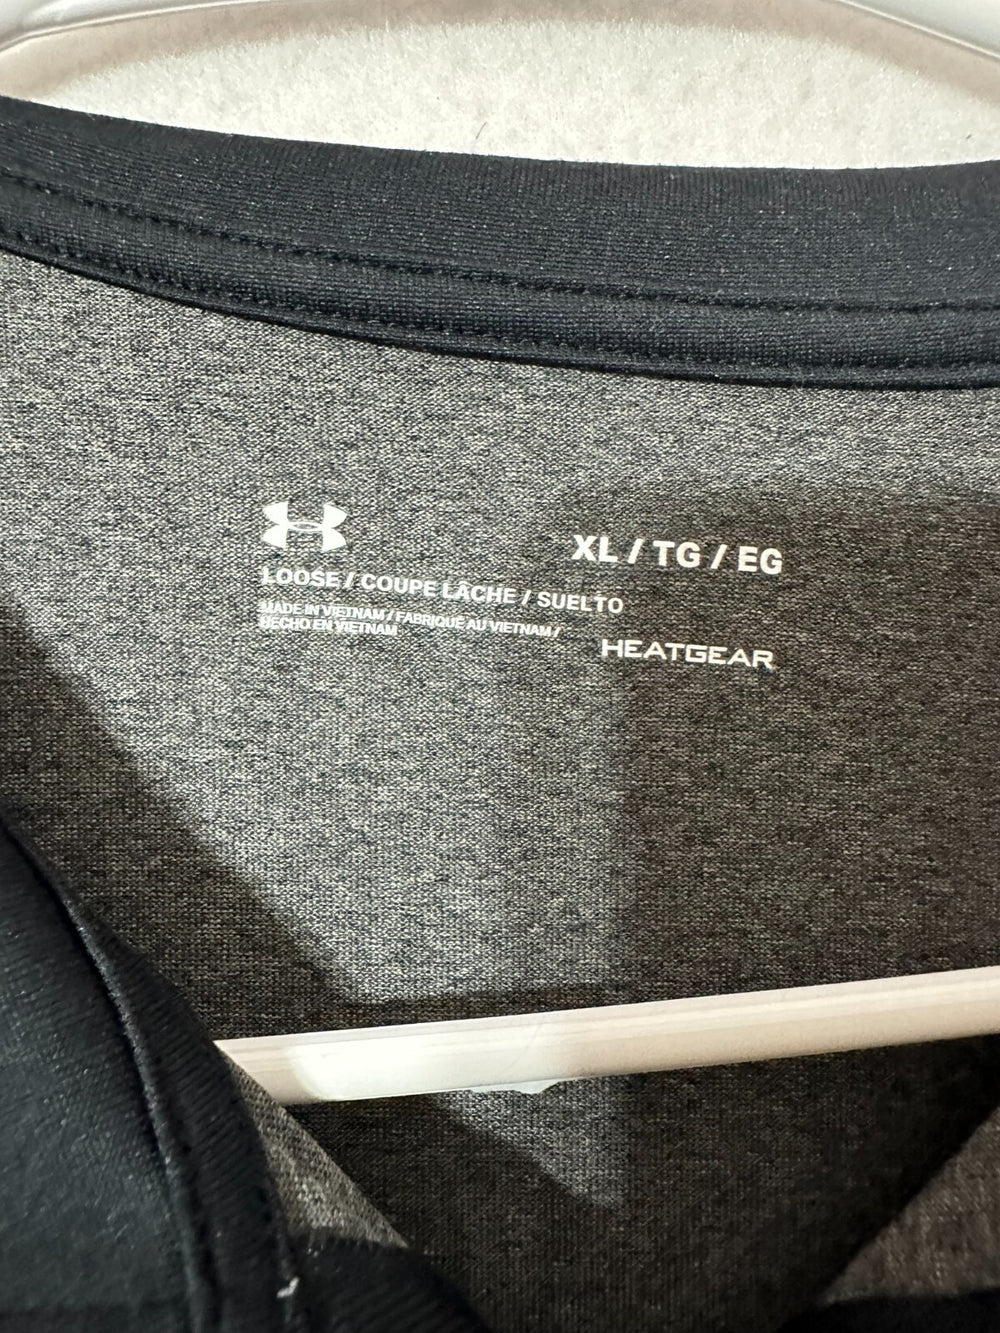 XL / TG / EG
LOOSE / COUPE LÂCHE / SUELTO
MADE IN VIETNAM / FABRIQUÉ AU VIETNAM /
HECHO EN VIETNAM
HEATGEAR